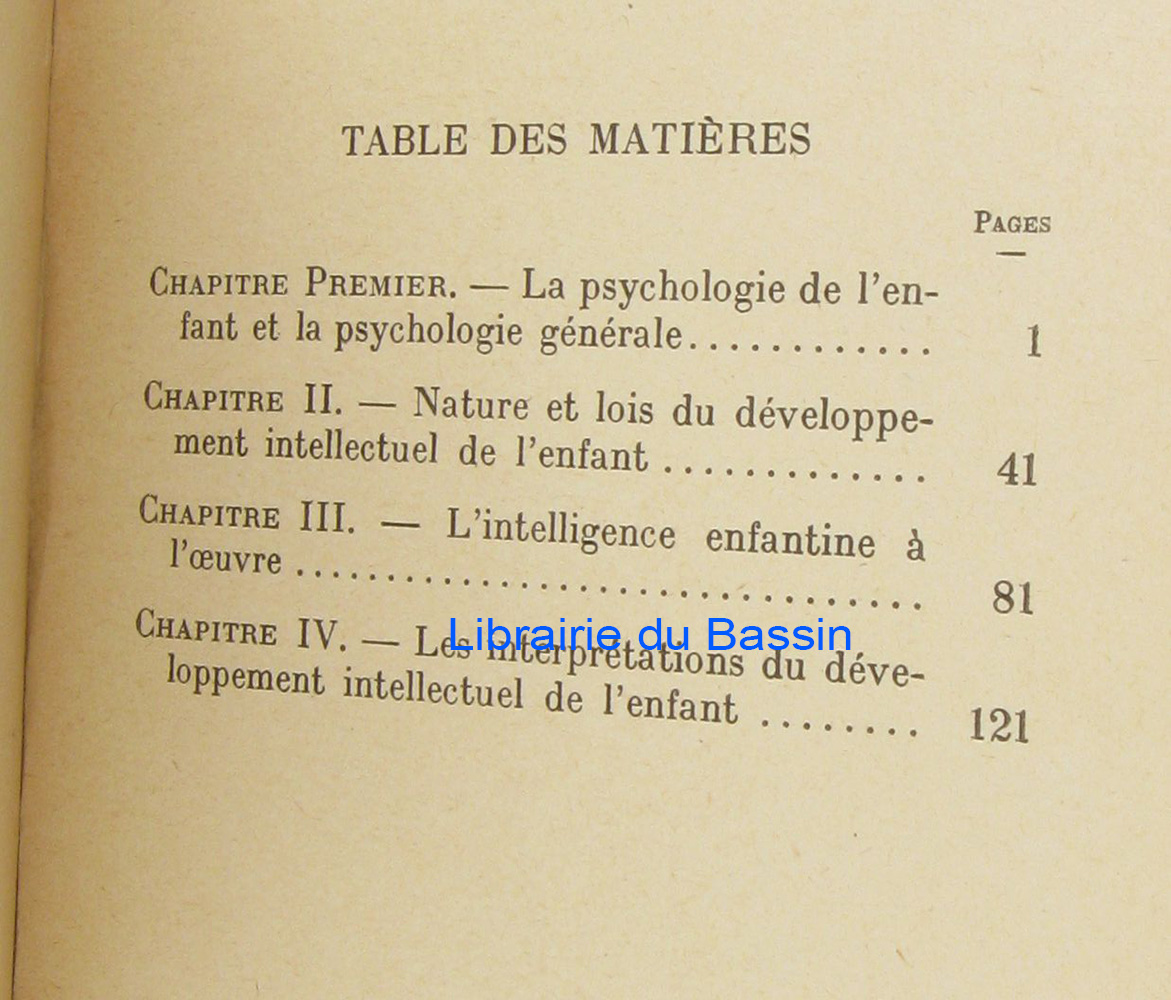 TABLE DES MATIÈRES
PAGES
CHAPITRE PREMIER. — La psychologie de l'en-
fant et la psychologie générale............ 1
CHAPITRE II. — Nature et lois du développe-
ment intellectuel de l'enfant ............. 41
CHAPITRE III. — L'intelligence enfantine à
l'œuvre .................................. 81
CHAPITRE IV. — Les interprétations du déve-
loppement intellectuel de l'enfant ........ 121
Librairie du Bassin